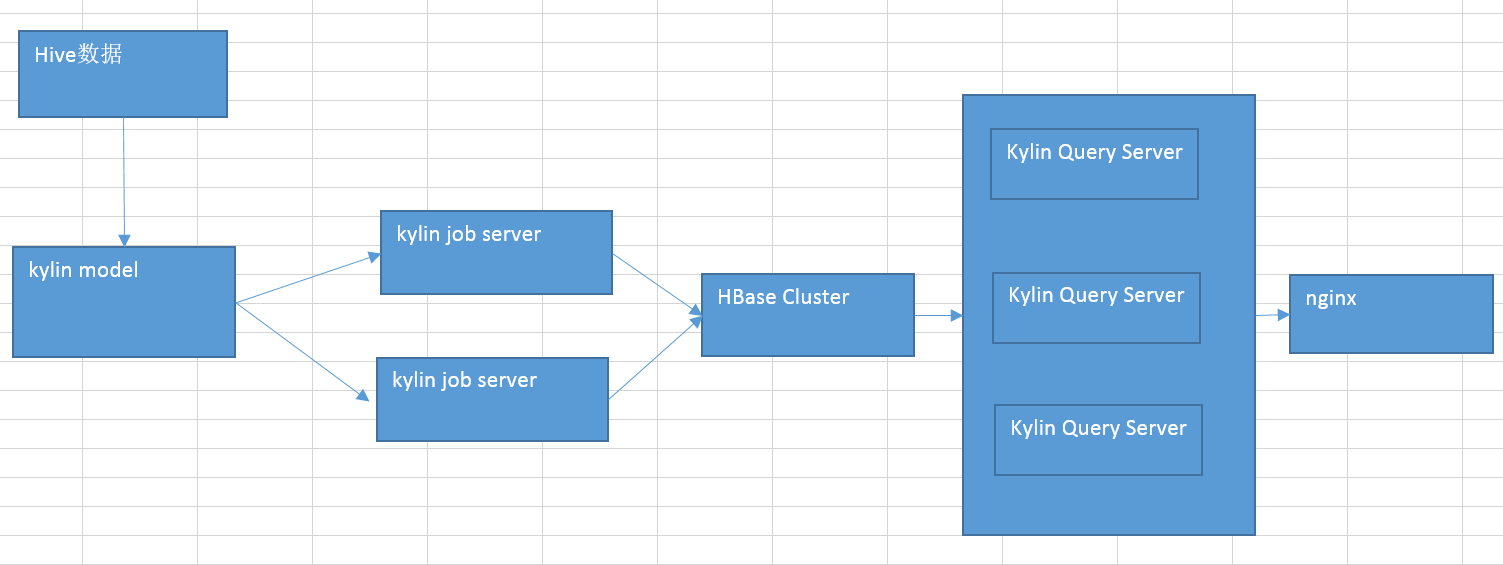 Hive数据
kylin model
kylin job server
kylin job server
HBase Cluster
Kylin Query Server
Kylin Query Server
Kylin Query Server
nginx